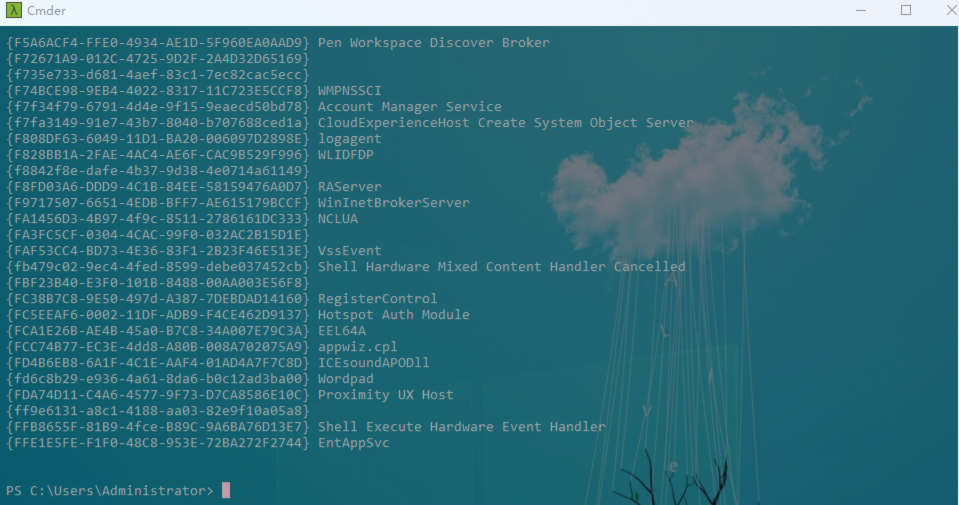 λ Cmder
{F5A6ACF4-FFE0-4934-AE1D-5F960EA0AAD9} Pen Workspace Discover Broker
{F72671A9-012C-4725-9D2F-2A4D32D65169}
{f735e733-d681-4aef-83c1-7ec82cac5ecc}
{F74BCE98-9EB4-4022-8317-11C723E5CCF8} WMPNSSCI
{f7f34f79-6791-4d4e-9f15-9eaecd50bd78} Account Manager Service
{f7fa3149-91e7-43b7-8040-b707688ced1a} CloudExperienceHost Create System Object Server
{F808DF63-6049-11D1-BA20-006097D2898E} logagent
{F828BB1A-2FAE-4AC4-AE6F-CAC9B529F996} WLIDFDP
{f8842f8e-dafe-4b37-9d38-4e0714a61149}
{F8FD03A6-DDD9-4C1B-84EE-58159476A0D7} RAServer
{F9717507-6651-4EDB-BFF7-AE615179BCCF} WinInetBrokerServer
{FA1456D3-4B97-4f9c-8511-2786161DC333} NCLUA
{FA3FC5CF-0304-4CAC-99F0-032AC2B15D1E}
{FAF53CC4-BD73-4E36-83F1-2B23F46E513E} VssEvent
{fb479c02-9ec4-4fed-8599-debe037452cb} Shell Hardware Mixed Content Handler Cancelled
{FBF23B40-E3F0-101B-8488-00AA003E56F8}
{FC38B7C8-9E50-497d-A387-7DEBDAD14160} RegisterControl
{FC5EEAF6-0002-11DF-ADB9-F4CE462D9137} Hotspot Auth Module
{FCA1E26B-AE4B-45a0-B7C8-34A007E79C3A} EEL64A
{FCC74B77-EC3E-4dd8-A80B-008A702075A9} appwiz.cpl
{FD4B6EB8-6A1F-4C1E-AAF4-01AD4A7F7C8D} ICEsoundAPODll
{fd6c8b29-e936-4a61-8da6-b0c12ad3ba00} Wordpad
{FDA74D11-C4A6-4577-9F73-D7CA8586E10C} Proximity UX Host
{ff9e6131-a8c1-4188-aa03-82e9f10a05a8}
{FFB8655F-81B9-4fce-B89C-9A6BA76D13E7} Shell Execute Hardware Event Handler
{FFE1E5FE-F1F0-48C8-953E-72BA272F2744} EntAppSvc
PS C:\Users\Administrator>
A
L
I
V
e